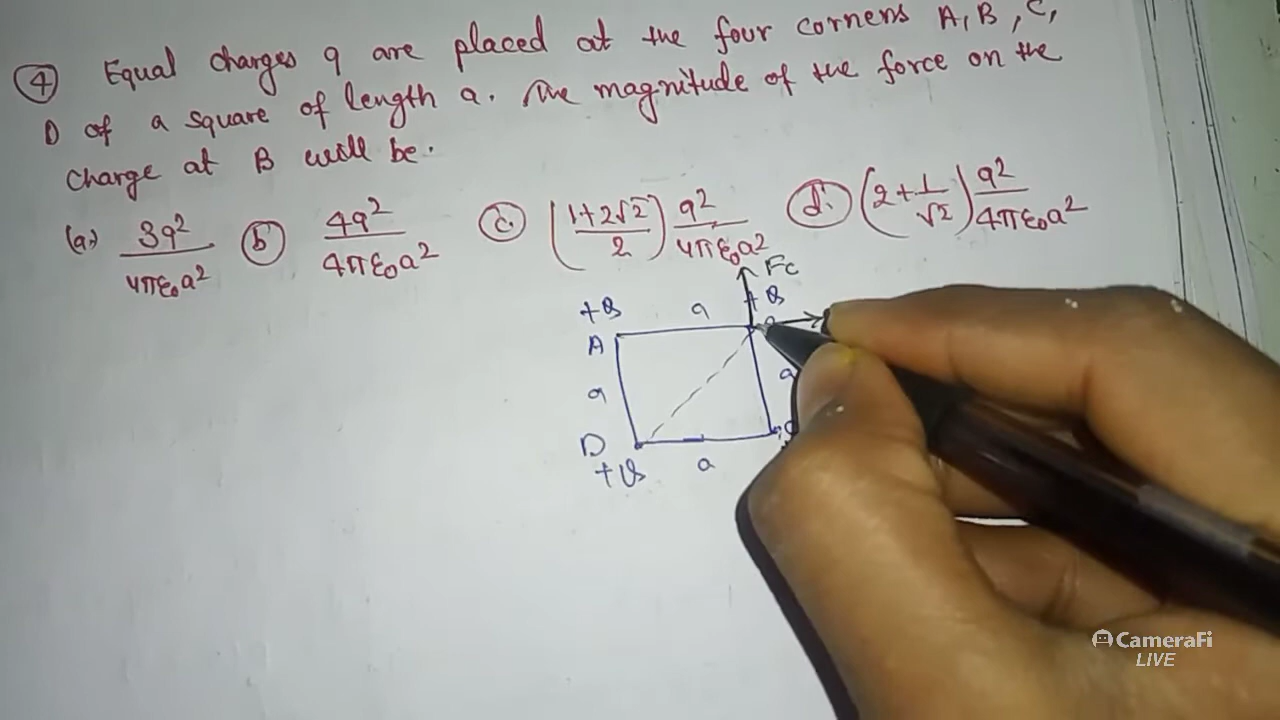 ④ Equal charges q are placed at the four corners A, B, C,
D of a square of length a. The magnitude of the force on the
charge at B will be.
(a.) 3q²/4πε₀a² ⓑ 4q²/4πε₀a² ⓒ. (1+2√2/2) q²/4πε₀a² ⓓ. (2+1/√2) q²/4πε₀a²
Fc
+Q a +Q
A
a a
D C
+Q a
CameraFi
LIVE